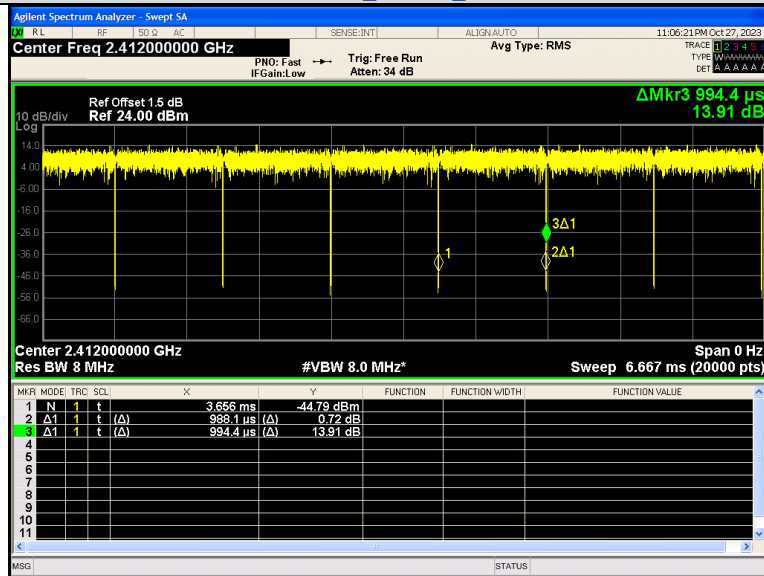 Agilent Spectrum Analyzer - Swept SA
LXI RL RF 50 Ω AC SENSE:INT ALIGN AUTO 11:06:21 PM Oct 27, 2023
Center Freq 2.412000000 GHz
PNO: Fast
IFGain:Low
Trig: Free Run
Atten: 34 dB
Avg Type: RMS
TRACE 1 2 3 4 5 6
TYPE
DET A A A A A
ΔMkr3 994.4 µs
13.91 dB
Ref Offset 1.5 dB
10 dB/div Ref 24.00 dBm
Log
14.0
4.00
-6.00
-16.0
-26.0
-36.0
-46.0
-56.0
-66.0
3Δ1
1
2Δ1
Center 2.412000000 GHz Span 0 Hz
Res BW 8 MHz #VBW 8.0 MHz* Sweep 6.667 ms (20000 pts)
MKR MODE TRC SCL X Y FUNCTION FUNCTION WIDTH FUNCTION VALUE
1 N 1 t 3.656 ms -44.79 dBm
2 Δ1 1 t (Δ) 988.1 µs (Δ) 0.72 dB
3 Δ1 1 t (Δ) 994.4 µs (Δ) 13.91 dB
4
5
6
7
8
9
10
11
MSG STATUS